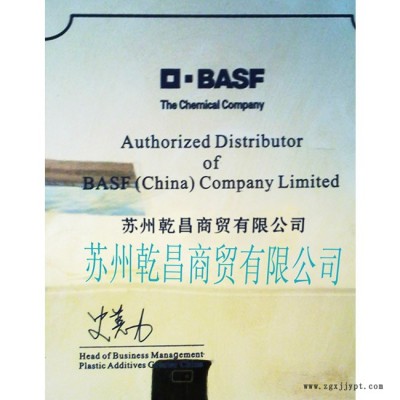 BASF
The Chemical Company
Authorized Distributor
of
BASF (China) Company Limited
苏州乾昌商贸有限公司
苏州乾昌商贸有限公司
Head of Business Management
Plastic Additives Greater China
www.zgxjjypt.com